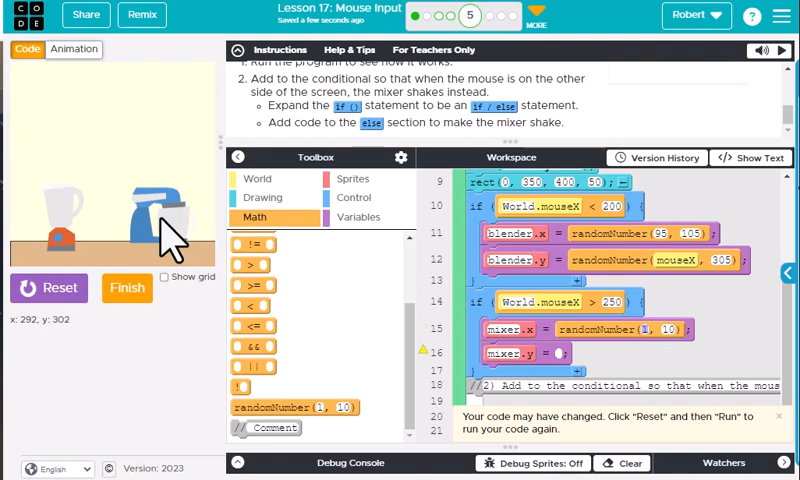 C O
D E
Share
Remix
Lesson 17: Mouse Input
Saved a few seconds ago
5
MORE
Robert
?
Code
Animation
Instructions
Help & Tips
For Teachers Only
1. Run the program to see how it works.
2. Add to the conditional so that when the mouse is on the other
side of the screen, the mixer shakes instead.
Expand the if () statement to be an if / else statement.
Add code to the else section to make the mixer shake.
Toolbox
Workspace
Version History
</> Show Text
World
Sprites
Drawing
Control
Math
Variables
!=
>
>=
<
<=
&&
||
!
randomNumber(1, 10)
// Comment
9 rect(0, 350, 400, 50);
10 if (World.mouseX < 200) {
11 blender.x = randomNumber(95, 105);
12 blender.y = randomNumber(mouseX, 305);
13 }
14 if (World.mouseX > 250) {
15 mixer.x = randomNumber(1, 10);
16 mixer.y = ;
17 }
18 //2) Add to the conditional so that when the mous
19
20
21
Your code may have changed. Click "Reset" and then "Run" to
run your code again.
×
Reset
Finish
Show grid
x: 292, y: 302
English
© Version: 2023
Debug Console
Debug Sprites: Off
Clear
Watchers